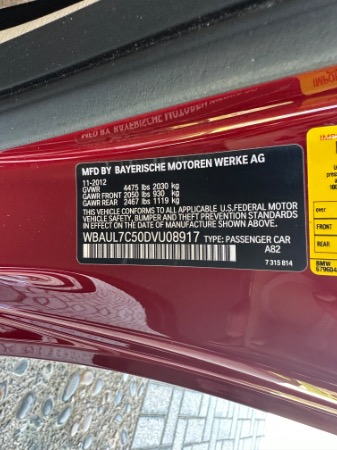 MFD BY BAYERISCHE MOTOREN WERKE AG
11-2012
GVWR 4475 lbs 2030 kg
GAWR FRONT 2050 lbs 930 kg
GAWR REAR 2467 lbs 1119 kg
THIS VEHICLE CONFORMS TO ALL APPLICABLE U.S.FEDERAL MOTOR
VEHICLE SAFETY, BUMPER, AND THEFT PREVENTION STANDARDS
IN EFFECT ON THE DATE OF MANUFACTURE SHOWN ABOVE.
WBAUL7C50DVU08917 TYPE: PASSENGER CAR
A82
7 315 814
BMW